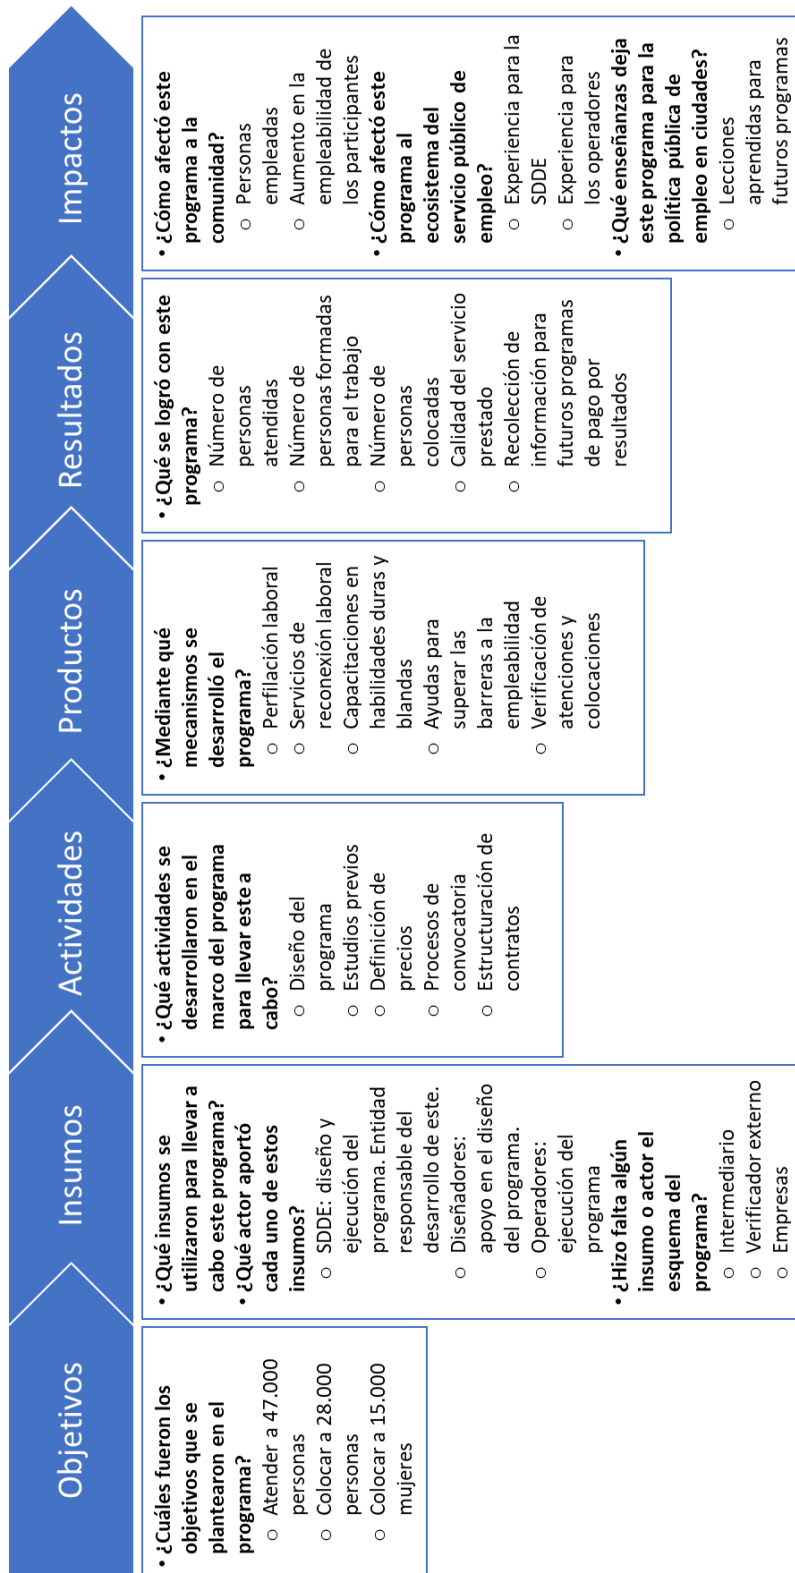 Objetivos
• ¿Cuáles fueron los
objetivos que se
plantearon en el
programa?
○ Atender a 47.000
personas
○ Colocar a 28.000
personas
○ Colocar a 15.000
mujeres
Insumos
• ¿Qué insumos se
utilizaron para llevar a
cabo este programa?
• ¿Qué actor aportó
cada uno de estos
insumos?
○ SDDE: diseño y
ejecución del
programa. Entidad
responsable del
desarrollo de este.
○ Diseñadores:
apoyo en el diseño
del programa.
○ Operadores:
ejecución del
programa
• ¿Hizo falta algún
insumo o actor el
esquema del
programa?
○ Intermediario
○ Verificador externo
○ Empresas
Actividades
• ¿Qué actividades se
desarrollaron en el
marco del programa
para llevar este a
cabo?
○ Diseño del
programa
○ Estudios previos
○ Definición de
precios
○ Procesos de
convocatoria
○ Estructuración de
contratos
Productos
• ¿Mediante qué
mecanismos se
desarrolló el
programa?
○ Perfilación laboral
○ Servicios de
reconexión laboral
○ Capacitaciones en
habilidades duras y
blandas
○ Ayudas para
superar las
barreras a la
empleabilidad
○ Verificación de
atenciones y
colocaciones
Resultados
• ¿Qué se logró con este
programa?
○ Número de
personas
atendidas
○ Número de
personas formadas
para el trabajo
○ Número de
personas
colocadas
○ Calidad del servicio
prestado
○ Recolección de
información para
futuros programas
de pago por
resultados
Impactos
• ¿Cómo afectó este
programa a la
comunidad?
○ Personas
empleadas
○ Aumento en la
empleabilidad de
los participantes
• ¿Cómo afectó este
programa al
ecosistema del
servicio público de
empleo?
○ Experiencia para la
SDDE
○ Experiencia para
los operadores
• ¿Qué enseñanzas deja
este programa para la
política pública de
empleo en ciudades?
○ Lecciones
aprendidas para
futuros programas